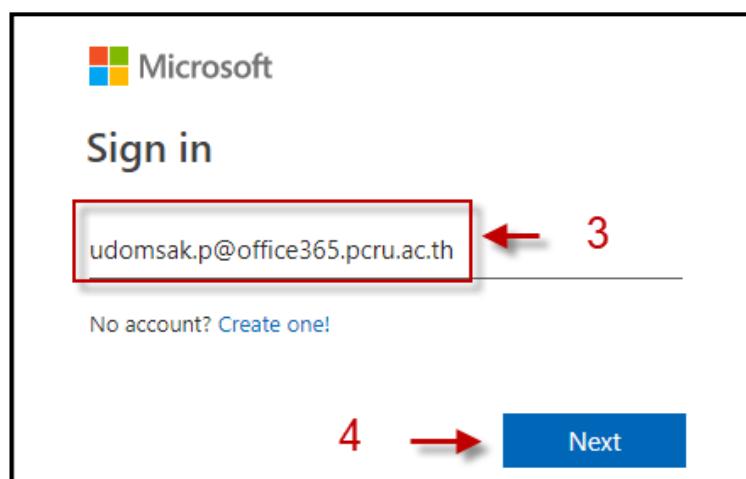 Microsoft
Sign in
udomsak.p@office365.pcru.ac.th
3
No account? Create one!
4
Next